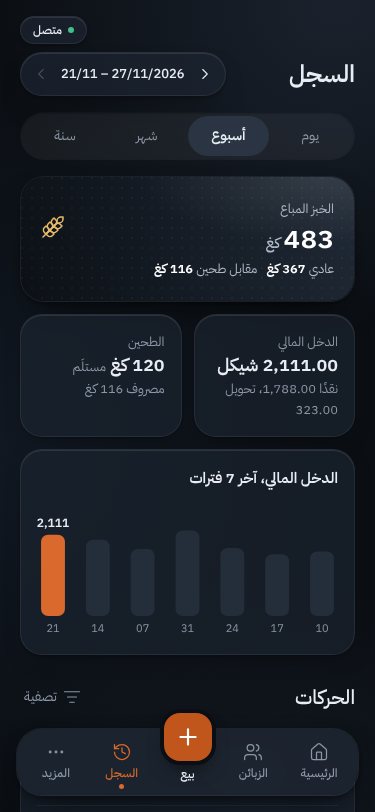 متصل
السجل
21/11 – 27/11/2026
يوم
أسبوع
شهر
سنة
الخبز المباع
483 كغ
عادي 367 كغ مقابل طحين 116 كغ
الدخل المالي
2,111.00 شيكل
نقدًا 1,788.00، تحويل
323.00
الطحين
120 كغ مستلَم
مصروف 116 كغ
الدخل المالي، آخر 7 فترات
2,111
10
17
24
31
07
14
21
الحركات
تصفية
الرئيسية
الزبائن
بيع
السجل
المزيد